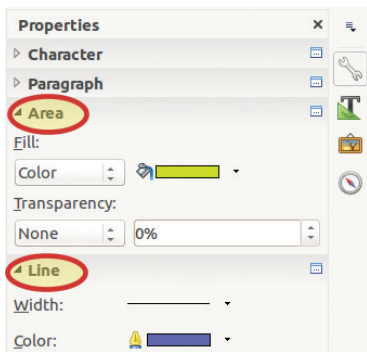 Properties
Character
Paragraph
Area
Fill:
Color
Transparency:
None 0%
Line
Width:
Color: